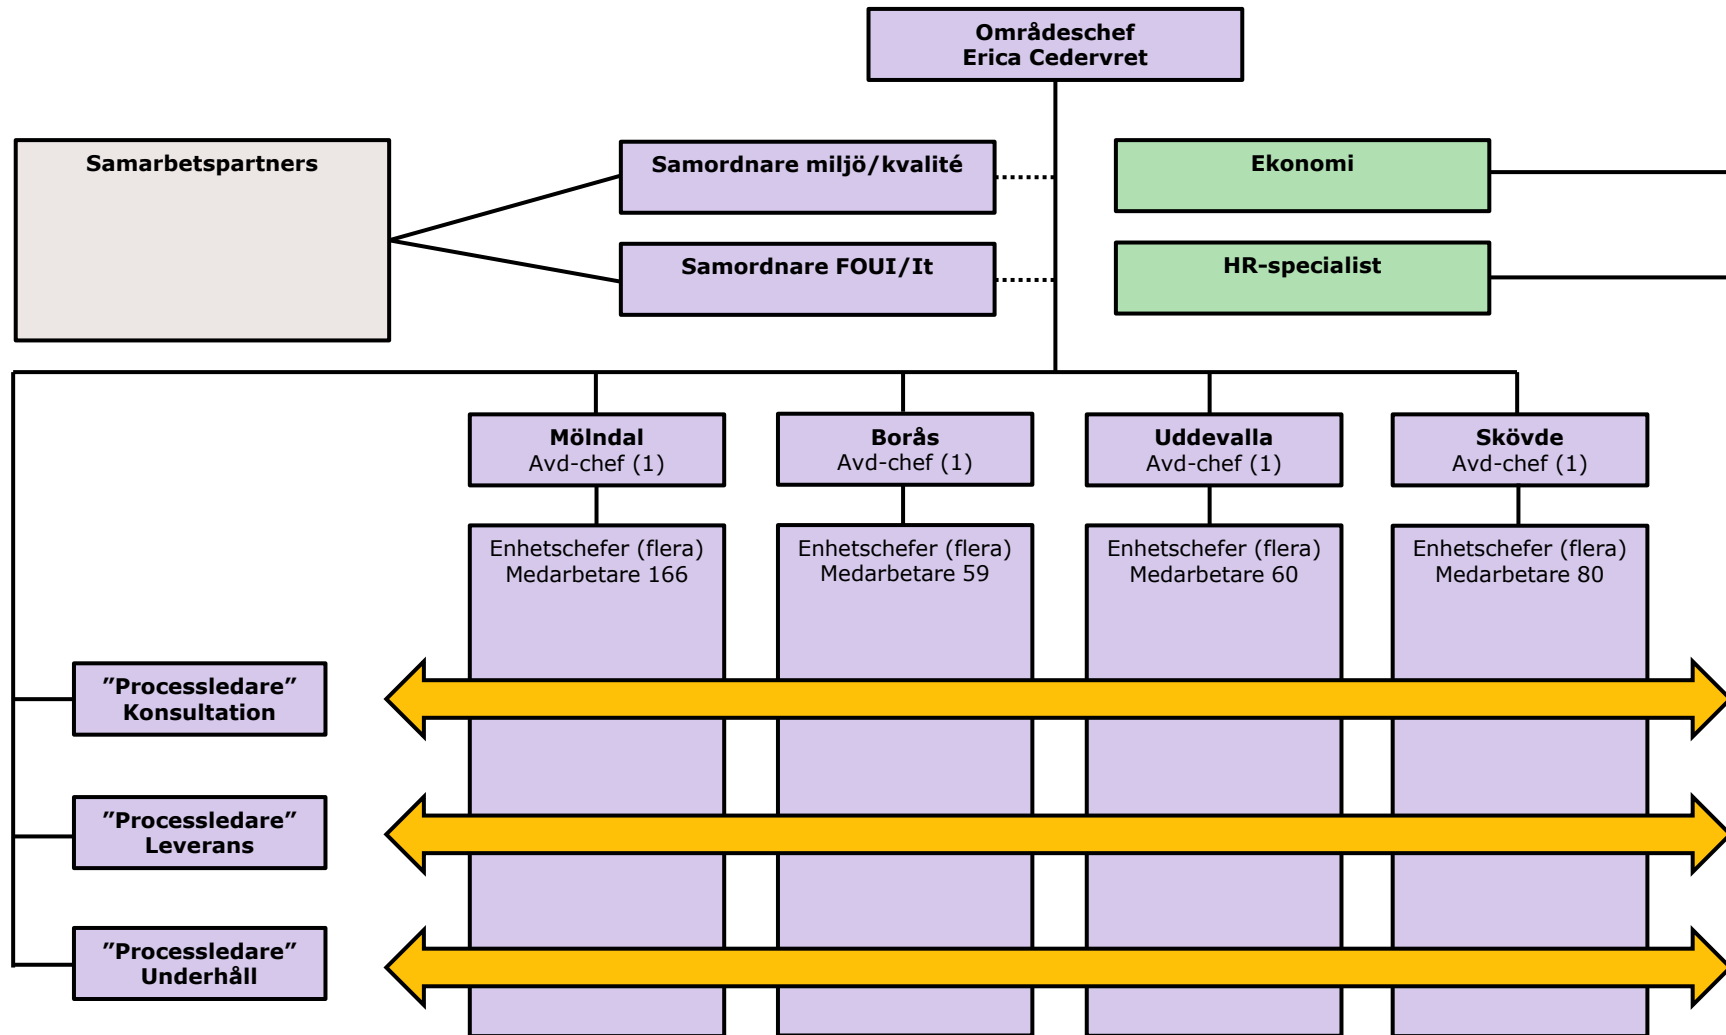 Områdeschef
Erica Cedervret
Samarbetspartners
Samordnare miljö/kvalité
Ekonomi
Samordnare FOUI/It
HR-specialist
Mölndal
Avd-chef (1)
Borås
Avd-chef (1)
Uddevalla
Avd-chef (1)
Skövde
Avd-chef (1)
Enhetschefer (flera)
Medarbetare 166
Enhetschefer (flera)
Medarbetare 59
Enhetschefer (flera)
Medarbetare 60
Enhetschefer (flera)
Medarbetare 80
”Processledare”
Konsultation
”Processledare”
Leverans
”Processledare”
Underhåll